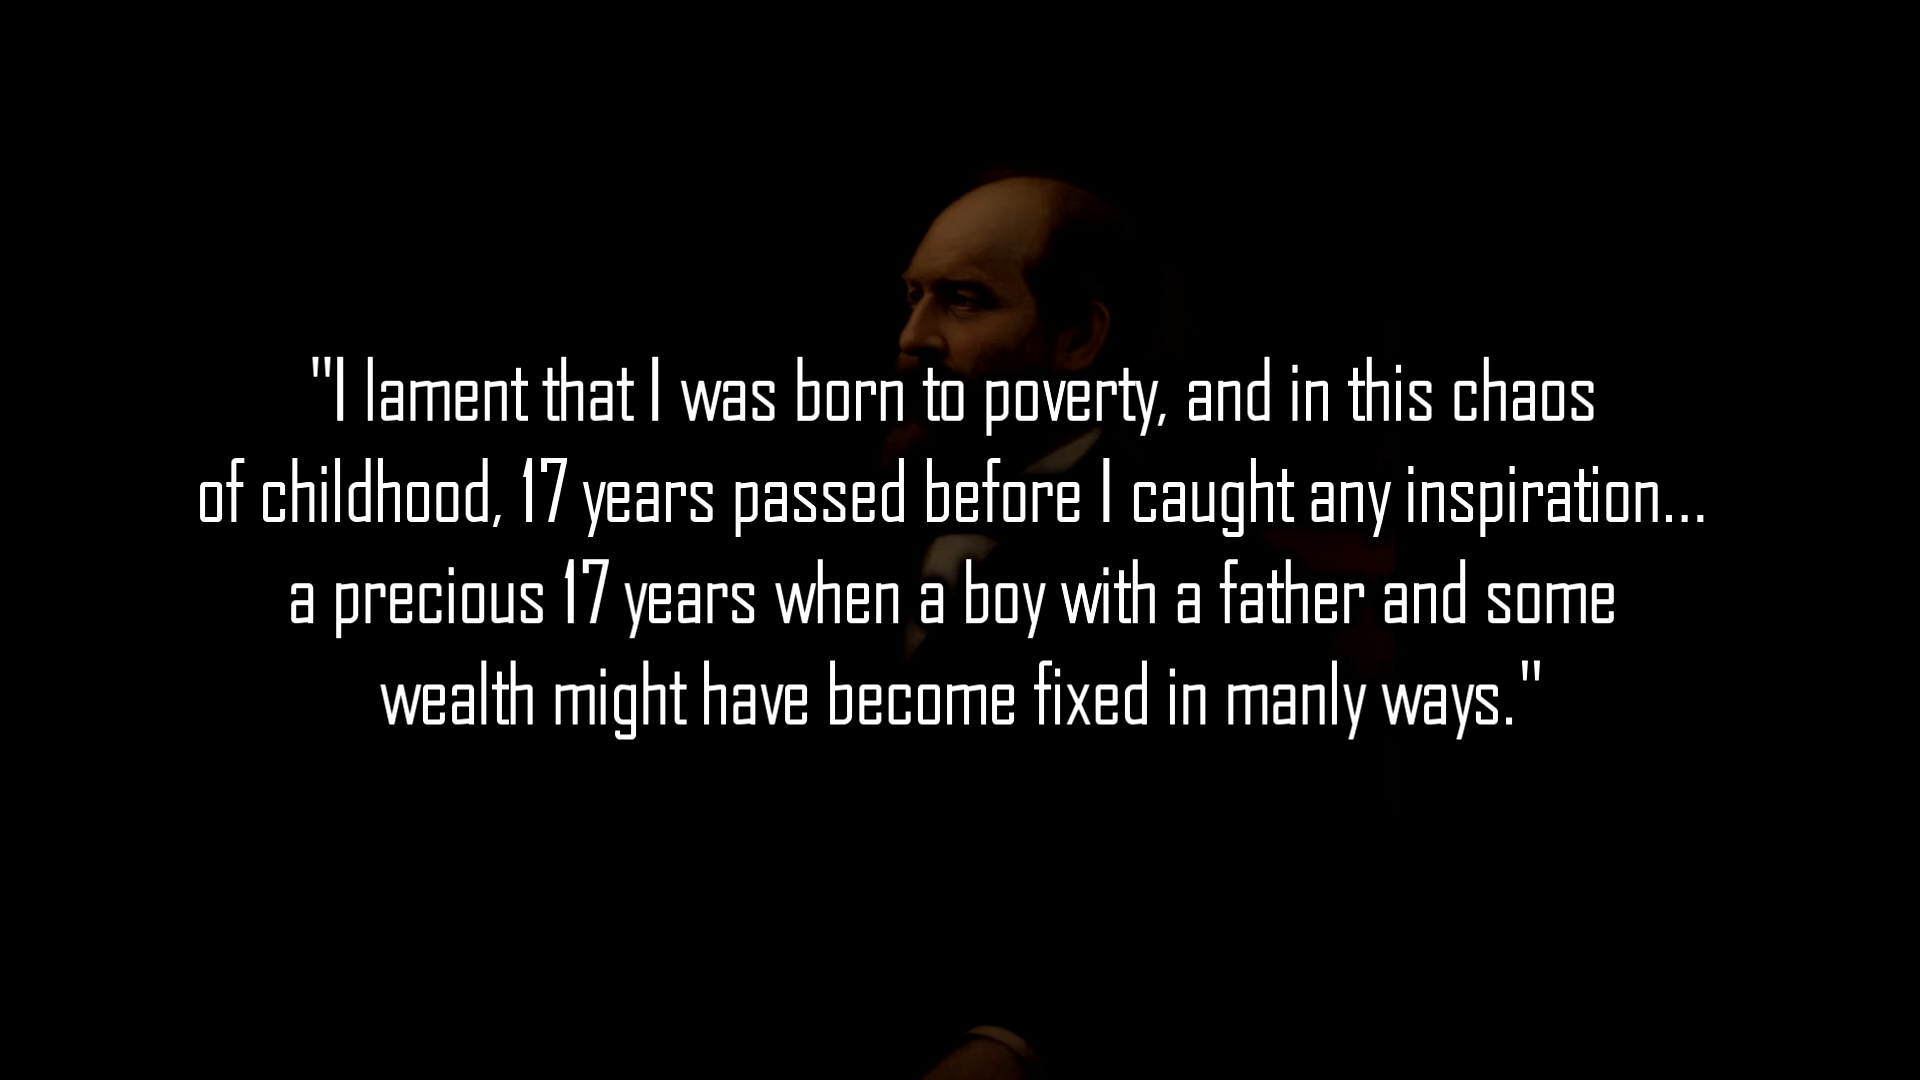 "I lament that I was born to poverty, and in this chaos
of childhood, 17 years passed before I caught any inspiration...
a precious 17 years when a boy with a father and some
wealth might have become fixed in manly ways."